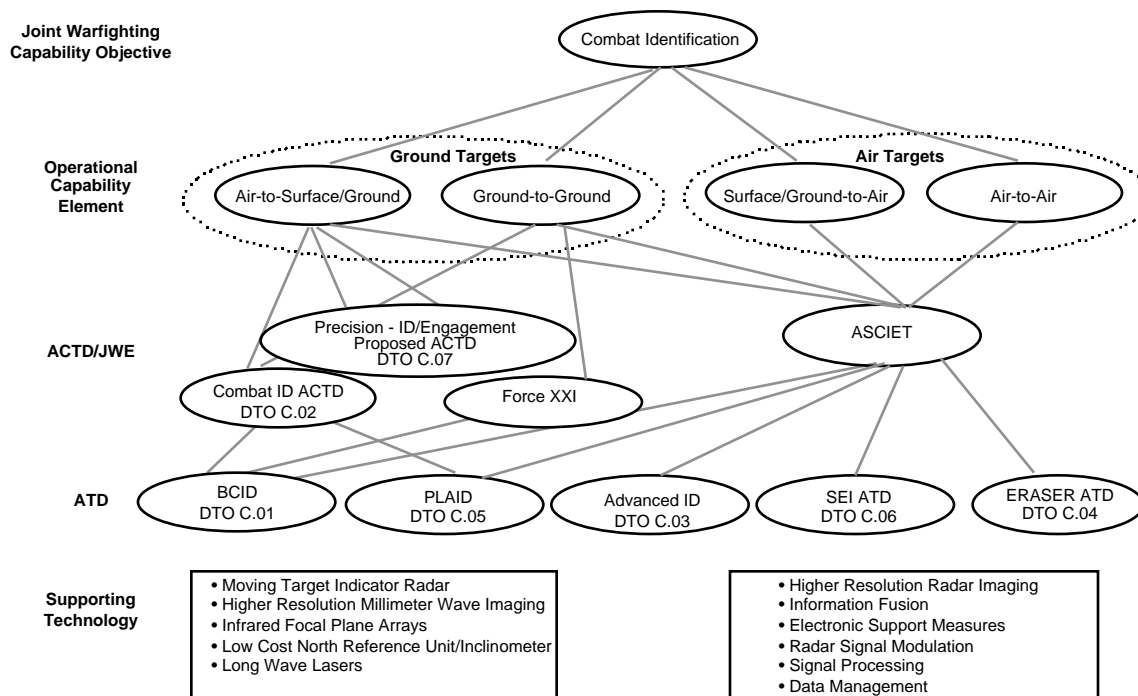 Joint Warfighting
Capability Objective
Combat Identification
Operational
Capability
Element
Ground Targets
Air Targets
Air-to-Surface/Ground
Ground-to-Ground
Surface/Ground-to-Air
Air-to-Air
ACTD/JWE
Precision - ID/Engagement
Proposed ACTD
DTO C.07
ASCIET
Combat ID ACTD
DTO C.02
Force XXI
ATD
BCID
DTO C.01
PLAID
DTO C.05
Advanced ID
DTO C.03
SEI ATD
DTO C.06
ERASER ATD
DTO C.04
Supporting
Technology
• Moving Target Indicator Radar
• Higher Resolution Millimeter Wave Imaging
• Infrared Focal Plane Arrays
• Low Cost North Reference Unit/Inclinometer
• Long Wave Lasers
• Higher Resolution Radar Imaging
• Information Fusion
• Electronic Support Measures
• Radar Signal Modulation
• Signal Processing
• Data Management